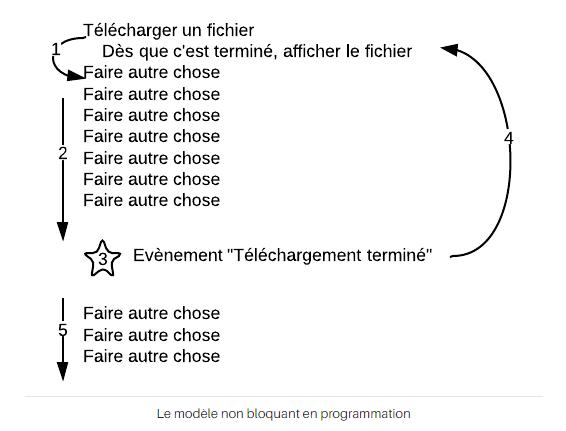 Télécharger un fichier
1
Dès que c'est terminé, afficher le fichier
Faire autre chose
Faire autre chose
Faire autre chose
Faire autre chose
2
Faire autre chose
Faire autre chose
Faire autre chose
4
3
Evènement "Téléchargement terminé"
Faire autre chose
5
Faire autre chose
Faire autre chose
Le modèle non bloquant en programmation